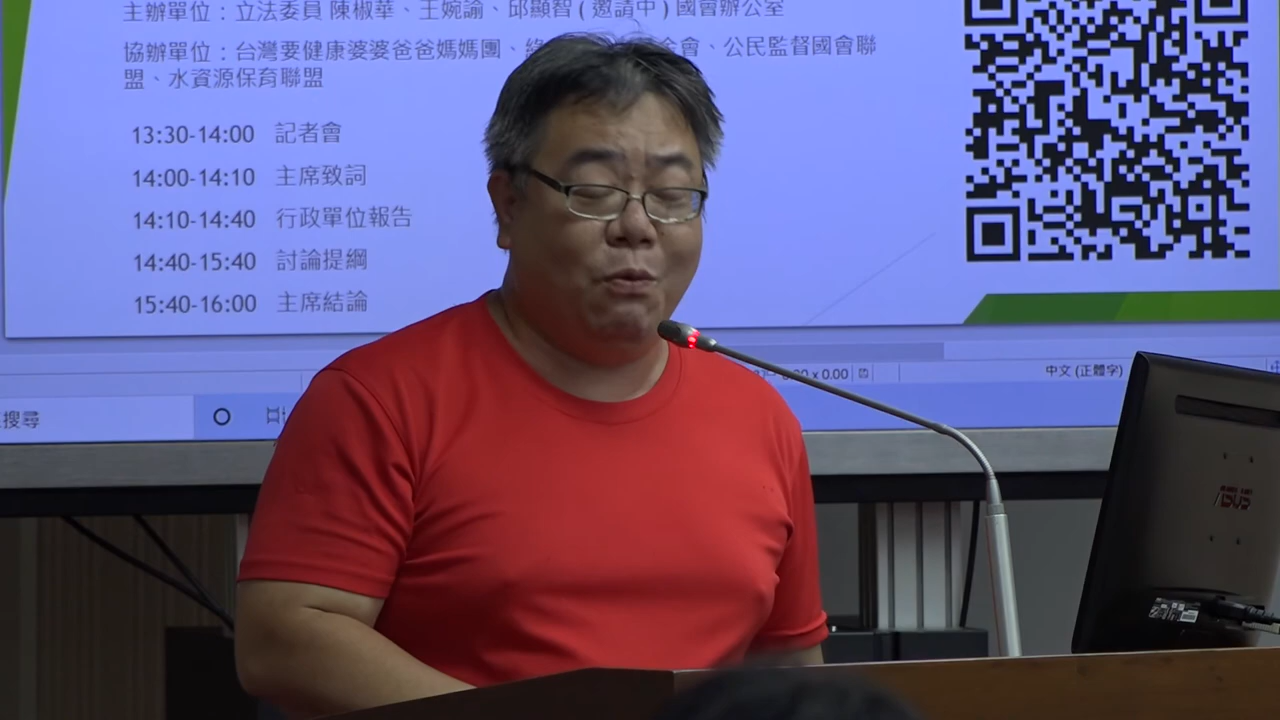 主辦單位：立法委員 陳椒華、王婉諭、邱顯智 ( 邀請中 ) 國會辦公室
協辦單位：台灣要健康婆婆爸爸媽媽團、 金會、公民監督國會聯
盟、水資源保育聯盟
13:30-14:00 記者會
14:00-14:10 主席致詞
14:10-14:40 行政單位報告
14:40-15:40 討論提綱
15:40-16:00 主席結論
x 0.00 中文 (正體字)
搜尋
ASUS